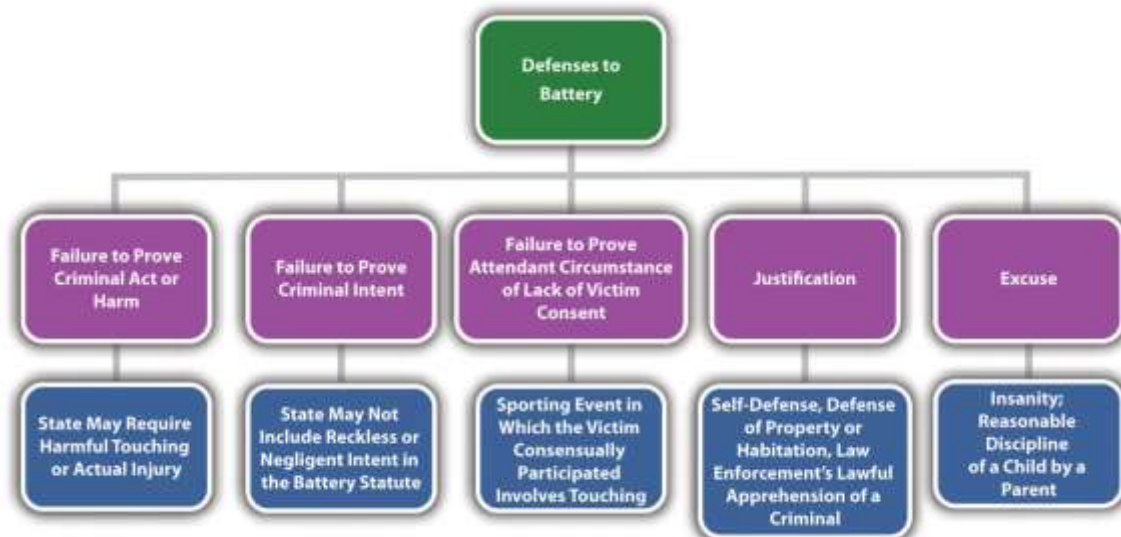 Defenses to
Battery
Failure to Prove
Criminal Act or
Harm
Failure to Prove
Criminal Intent
Failure to Prove
Attendant Circumstance
of Lack of Victim
Consent
Justification
Excuse
State May Require
Harmful Touching
or Actual Injury
State May Not
Include Reckless or
Negligent Intent in
the Battery Statute
Sporting Event in
Which the Victim
Consensually
Participated
Involves Touching
Self-Defense, Defense
of Property or
Habitation, Law
Enforcement's Lawful
Apprehension of a
Criminal
Insanity;
Reasonable
Discipline
of a Child by a
Parent